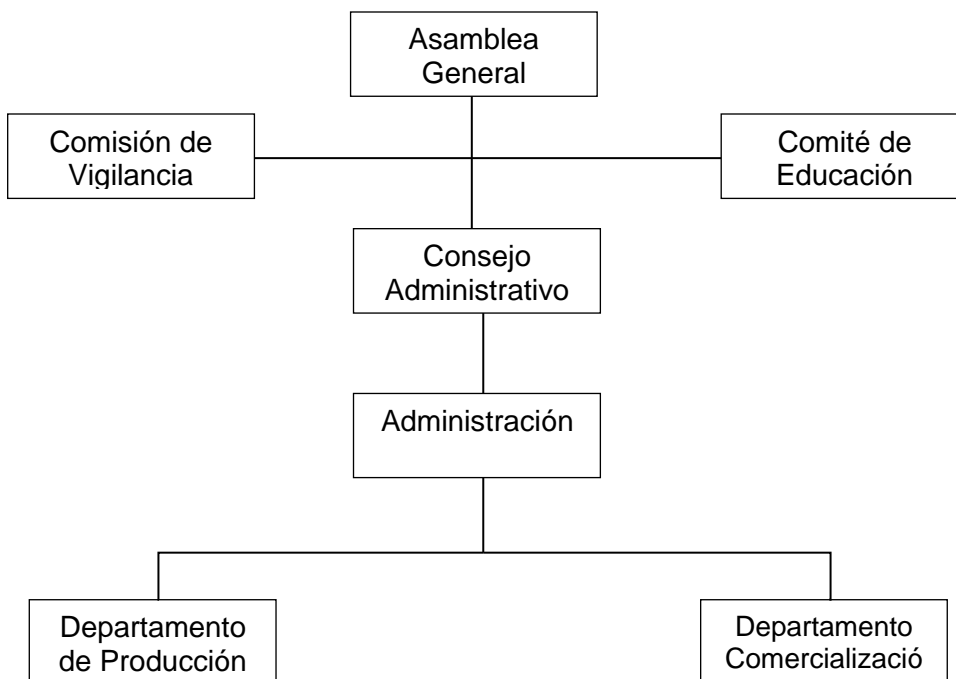 Asamblea
General
Comisión de
Vigilancia
Comité de
Educación
Consejo
Administrativo
Administración
Departamento
de Producción
Departamento
Comercializació